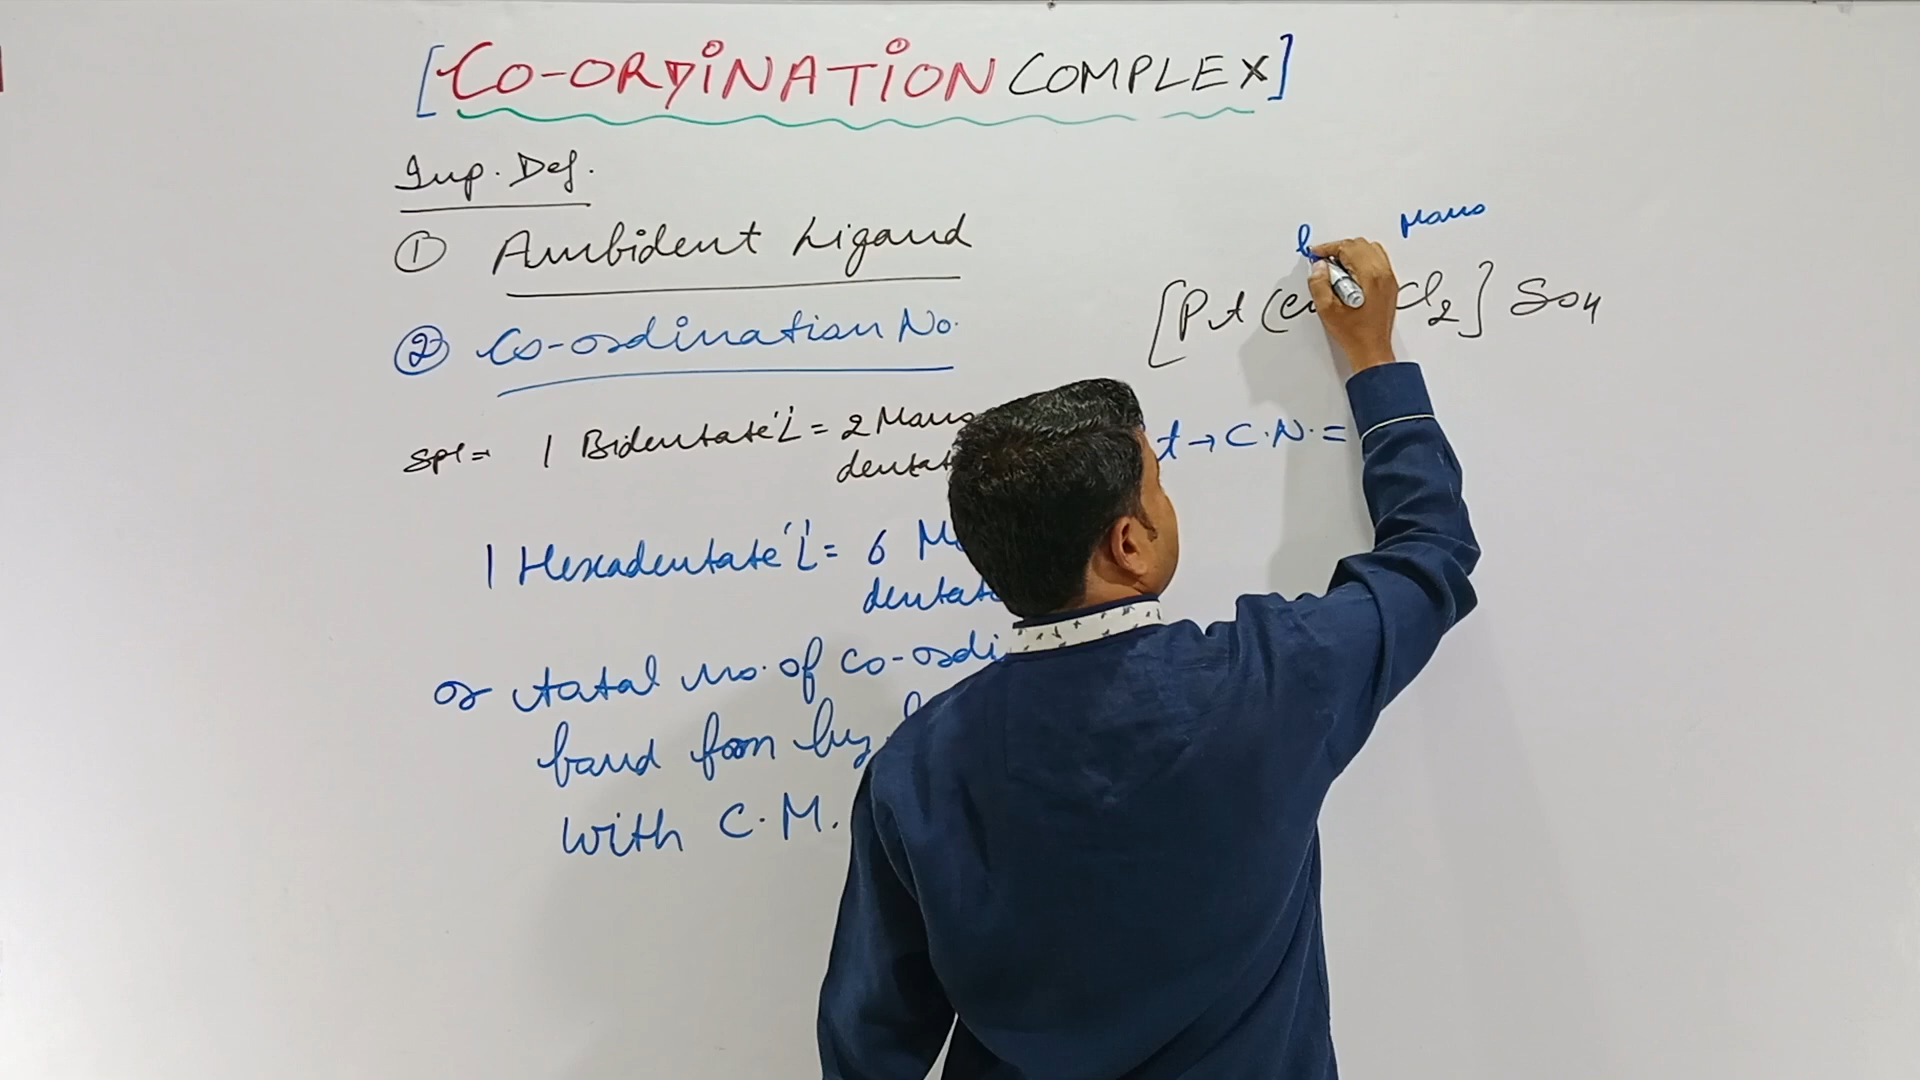 [CO-ORDINATION COMPLEX]
Imp. Def.
① Ambident Ligand
② Co-ordination No.
Spl = 1 Bidentate 'L' = 2 Mono
dentat
1 Hexadentate 'L' = 6 M
dentat
or total no. of co-ordi
bond form by
with C.M.
Mono
[Pt (en Cl2] SO4
t → C.N. =